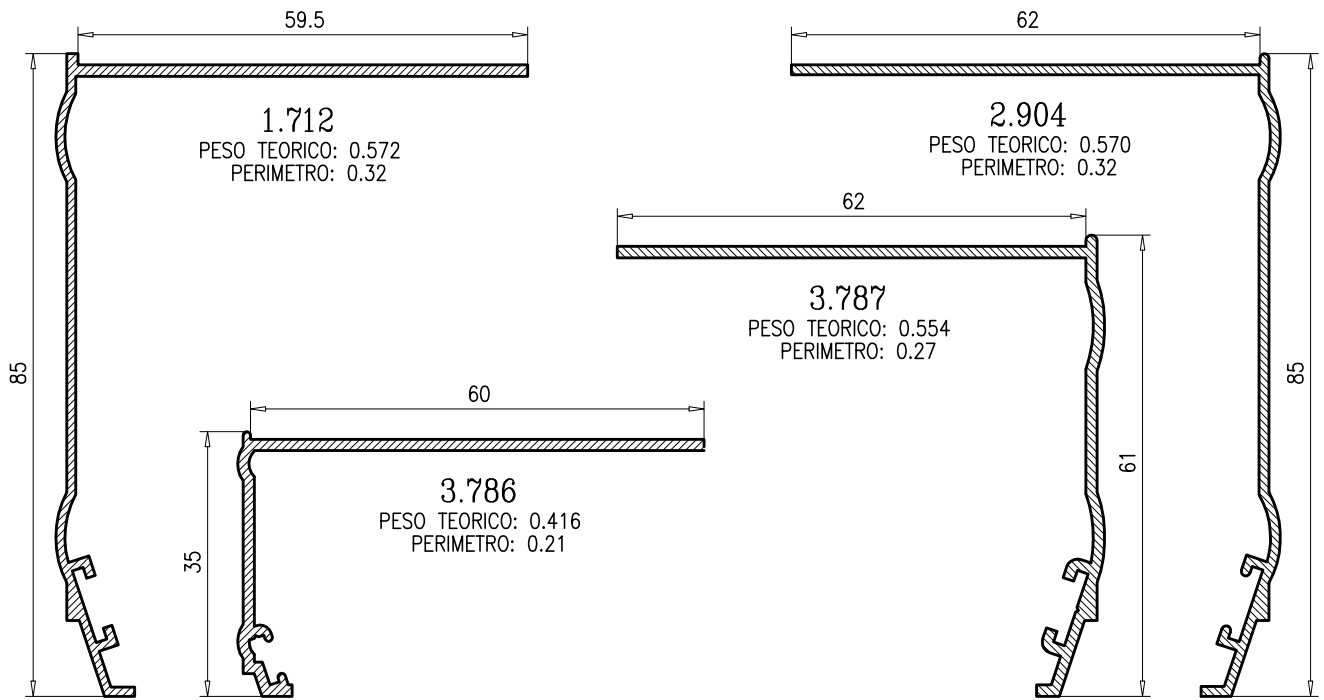 59.5
62
1.712
PESO TEORICO: 0.572
PERIMETRO: 0.32
2.904
PESO TEORICO: 0.570
PERIMETRO: 0.32
62
3.787
PESO TEORICO: 0.554
PERIMETRO: 0.27
85
85
60
61
3.786
PESO TEORICO: 0.416
PERIMETRO: 0.21
35